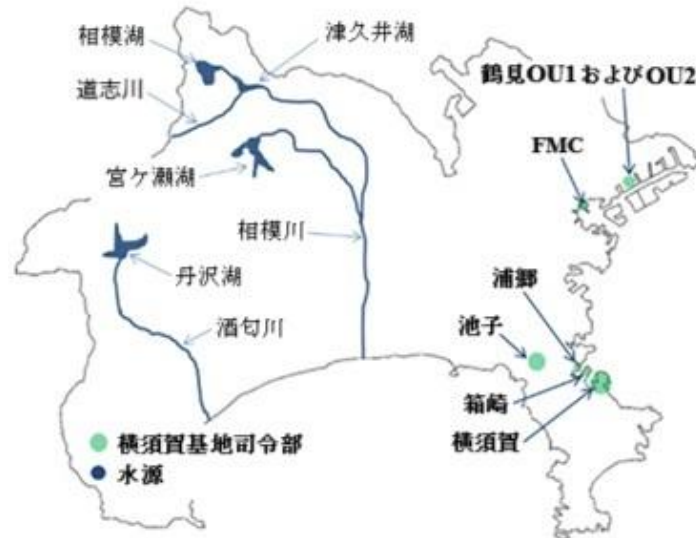 相模湖
津久井湖
道志川
鶴見OU1およびOU2
FMC
宮ケ瀬湖
相模川
丹沢湖
浦郷
池子
酒匂川
箱崎
横須賀
横須賀基地司令部
水源